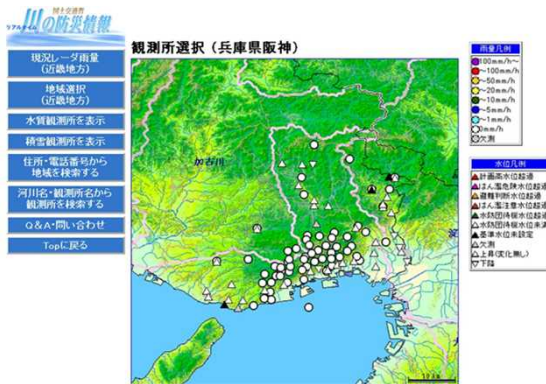 国土交通省
リアルタイム 川の防災情報
現況レーダ雨量
(近畿地方)
地域選択
(近畿地方)
水質観測所を表示
積雪観測所を表示
住所・電話番号から
地域を検索する
河川名・観測所名から
観測所を検索する
Q&A・問い合わせ
Topに戻る
観測所選択(兵庫県阪神)
加古川
淀
雨量凡例
100mm/h~
~100mm/h
~50mm/h
~20mm/h
~10mm/h
~5mm/h
~1mm/h
0mm/h
欠測
水位凡例
計画高水位超過
はん濫危険水位超過
避難判断水位超過
はん濫注意水位超過
水防団待機水位超過
水防団待機水位未満
基準水位未設定
欠測
上昇(変化無し)
下降